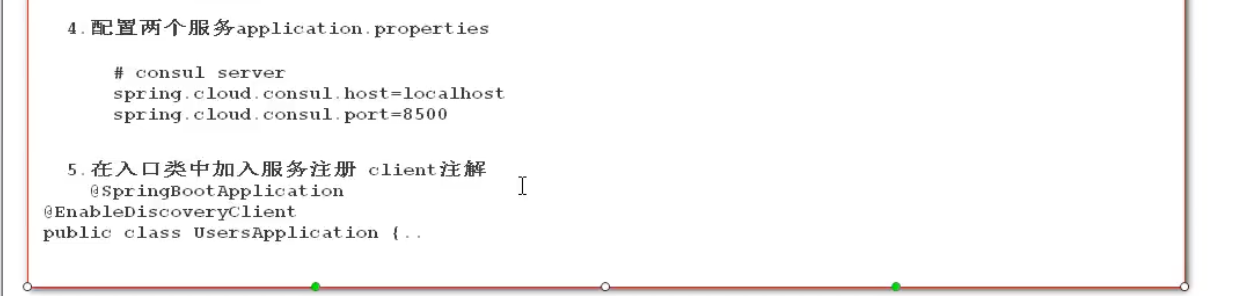 4.配置两个服务application.properties
# consul server
spring.cloud.consul.host=localhost
spring.cloud.consul.port=8500
5.在入口类中加入服务注册 client注解
@SpringBootApplication
@EnableDiscoveryClient
public class UsersApplication {..